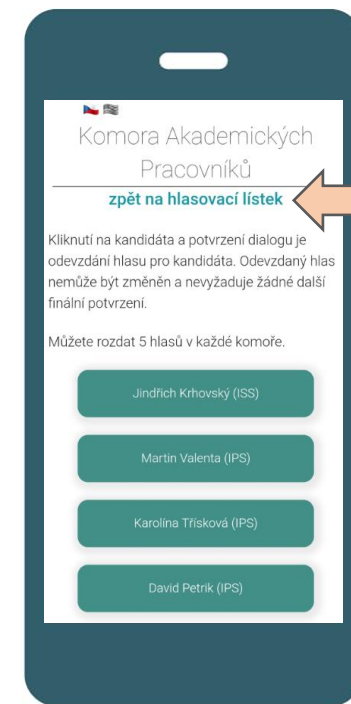 Komora Akademických
Pracovníků
zpět na hlasovací lístek
Kliknutí na kandidáta a potvrzení dialogu je
odevzdání hlasu pro kandidáta. Odevzdaný hlas
nemůže být změněn a nevyžaduje žádné další
finální potvrzení.
Můžete rozdat 5 hlasů v každé komoře.
Jindřich Krhovský (ISS)
Martin Valenta (IPS)
Karolína Třísková (IPS)
David Petrik (IPS)